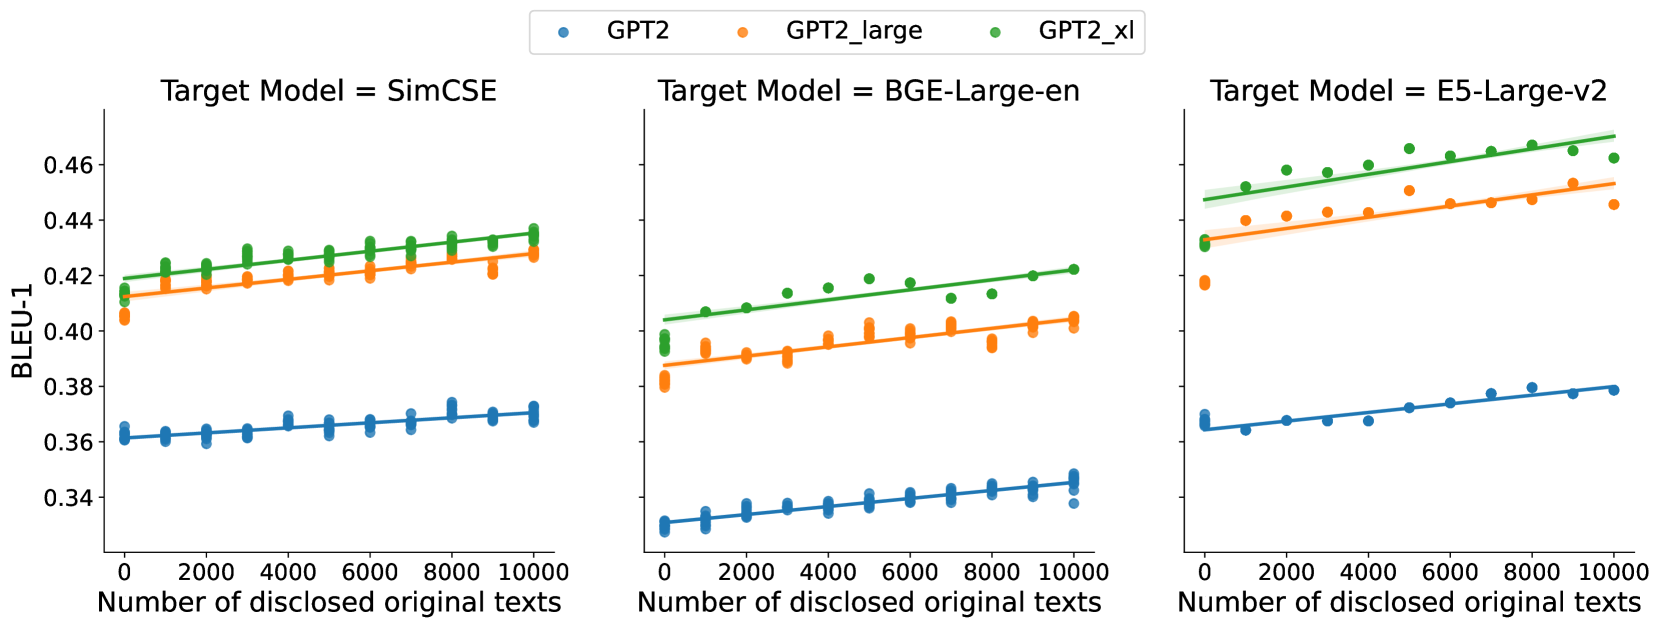 GPT2 GPT2_large GPT2_xl
Target Model = SimCSE Target Model = BGE-Large-en Target Model = E5-Large-v2
BLEU-1
0.46
0.44
0.42
0.40
0.38
0.36
0.34
0 2000 4000 6000 8000 10000 0 2000 4000 6000 8000 10000 0 2000 4000 6000 8000 10000
Number of disclosed original texts Number of disclosed original texts Number of disclosed original texts